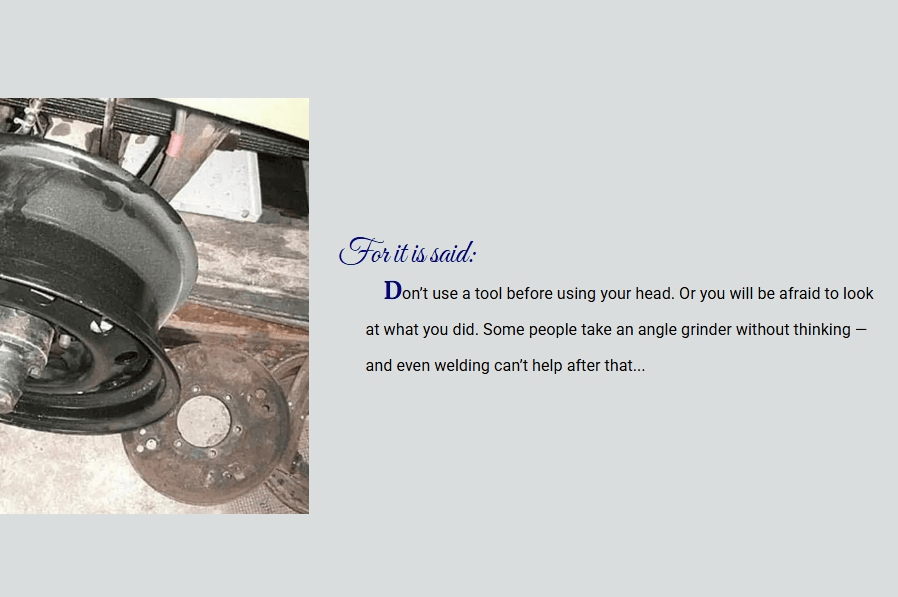 For it is said:
Don’t use a tool before using your head. Or you will be afraid to look
at what you did. Some people take an angle grinder without thinking —
and even welding can’t help after that...